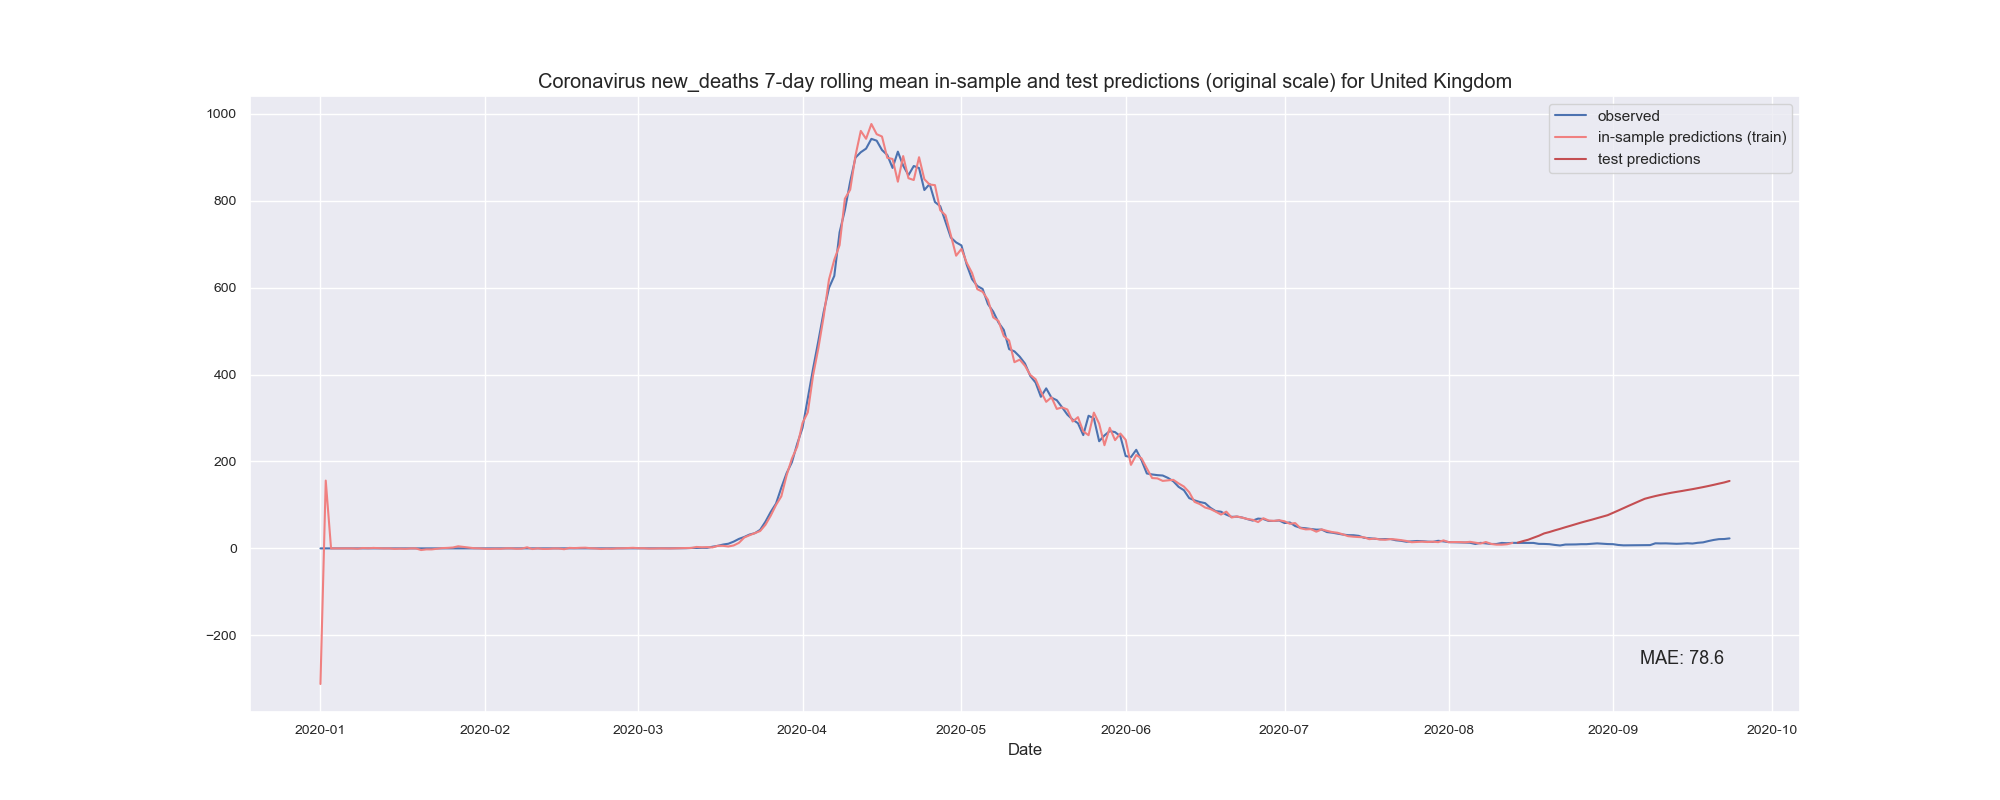 Coronavirus new_deaths 7-day rolling mean in-sample and test predictions (original scale) for United Kingdom
1000
800
600
400
200
0
−200
observed
in-sample predictions (train)
test predictions
MAE: 78.6
2020-01
2020-02
2020-03
2020-04
2020-05
2020-06
2020-07
2020-08
2020-09
2020-10
Date